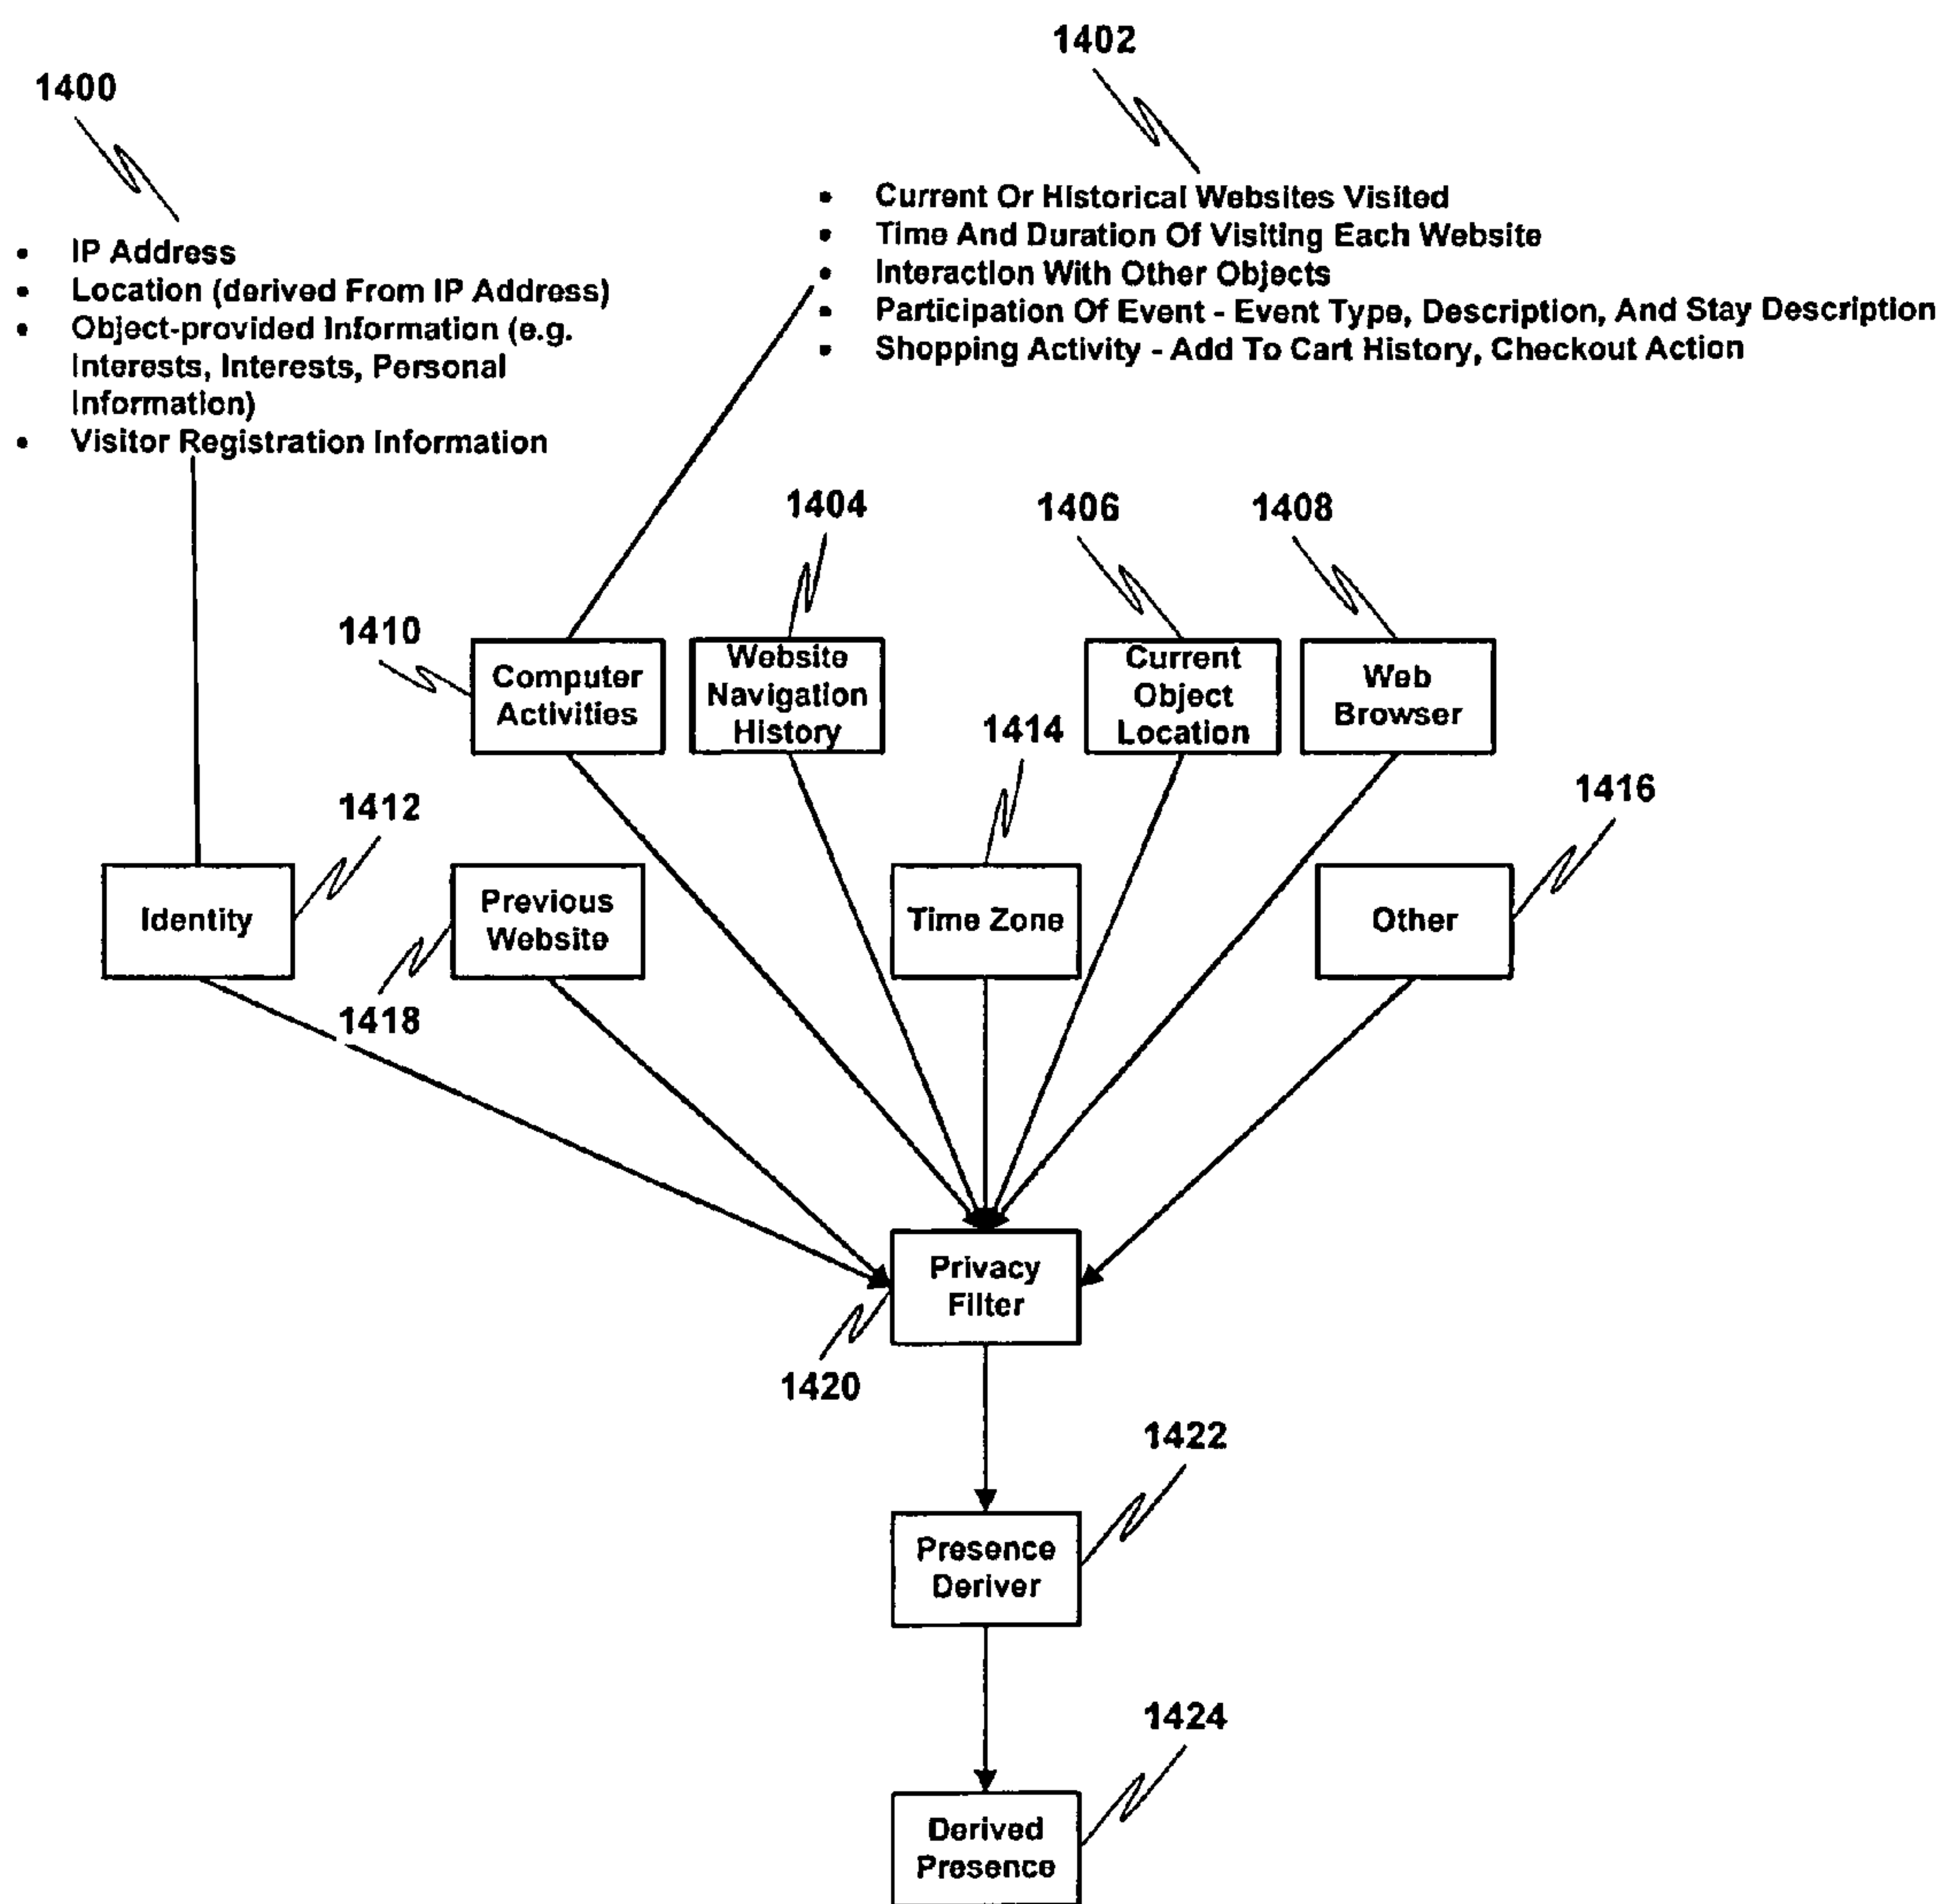 1402
1400
• Current Or Historical Websites Visited
• Time And Duration Of Visiting Each Website
• Interaction With Other Objects
• Participation Of Event - Event Type, Description, And Stay Description
• Shopping Activity - Add To Cart History, Checkout Action
• IP Address
• Location (derived From IP Address)
• Object-provided Information (e.g.
Interests, Interests, Personal
Information)
• Visitor Registration Information
1404
1406
1408
1410
Computer
Activities
Website
Navigation
History
Current
Object
Location
Web
Browser
1414
1412
1416
Identity
Previous
Website
Time Zone
Other
1418
Privacy
Filter
1420
1422
Presence
Deriver
1424
Derived
Presence